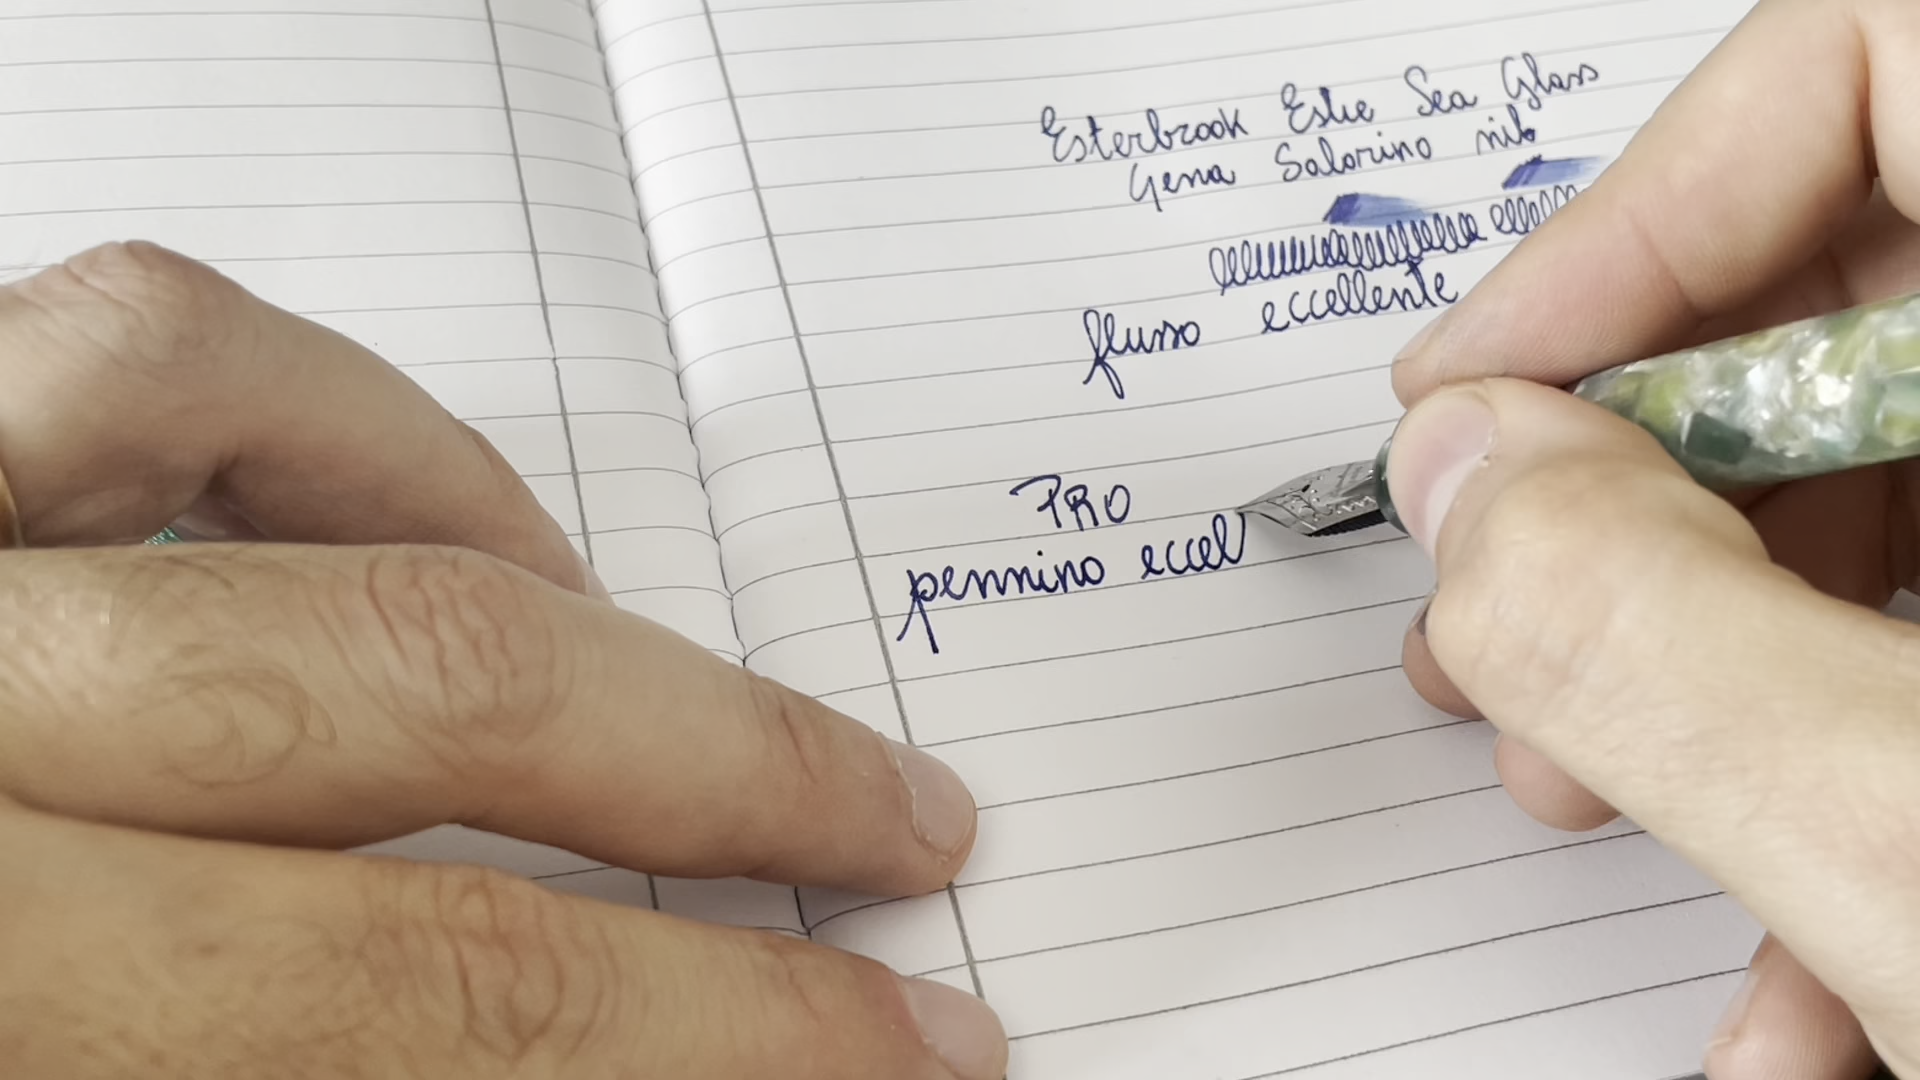 Esterbrook Estie Sea Glass
Gena Salorino nib
flusso eccellente
PRO
pennino eccel